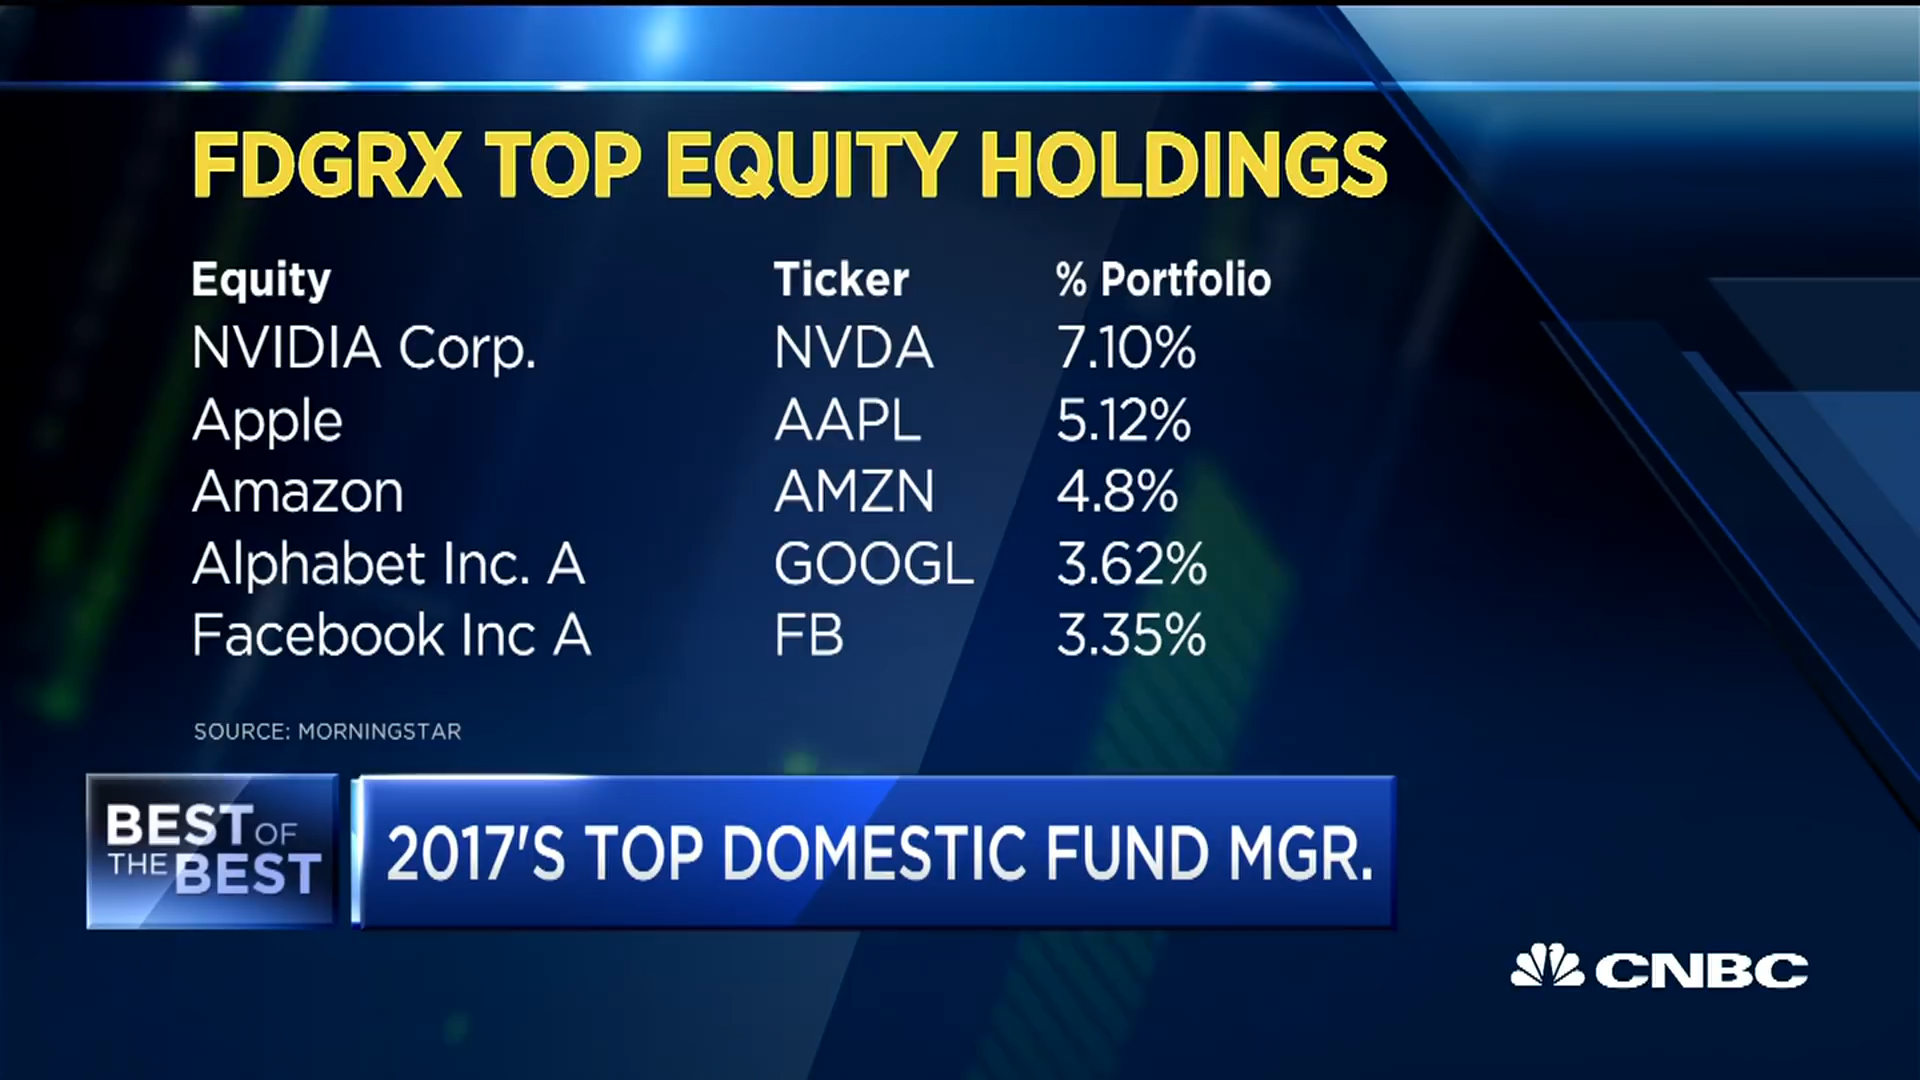 FDGRX TOP EQUITY HOLDINGS
Equity Ticker % Portfolio
NVIDIA Corp. NVDA 7.10%
Apple AAPL 5.12%
Amazon AMZN 4.8%
Alphabet Inc. A GOOGL 3.62%
Facebook Inc A FB 3.35%
SOURCE: MORNINGSTAR
BEST OF
THE BEST
2017'S TOP DOMESTIC FUND MGR.
CNBC